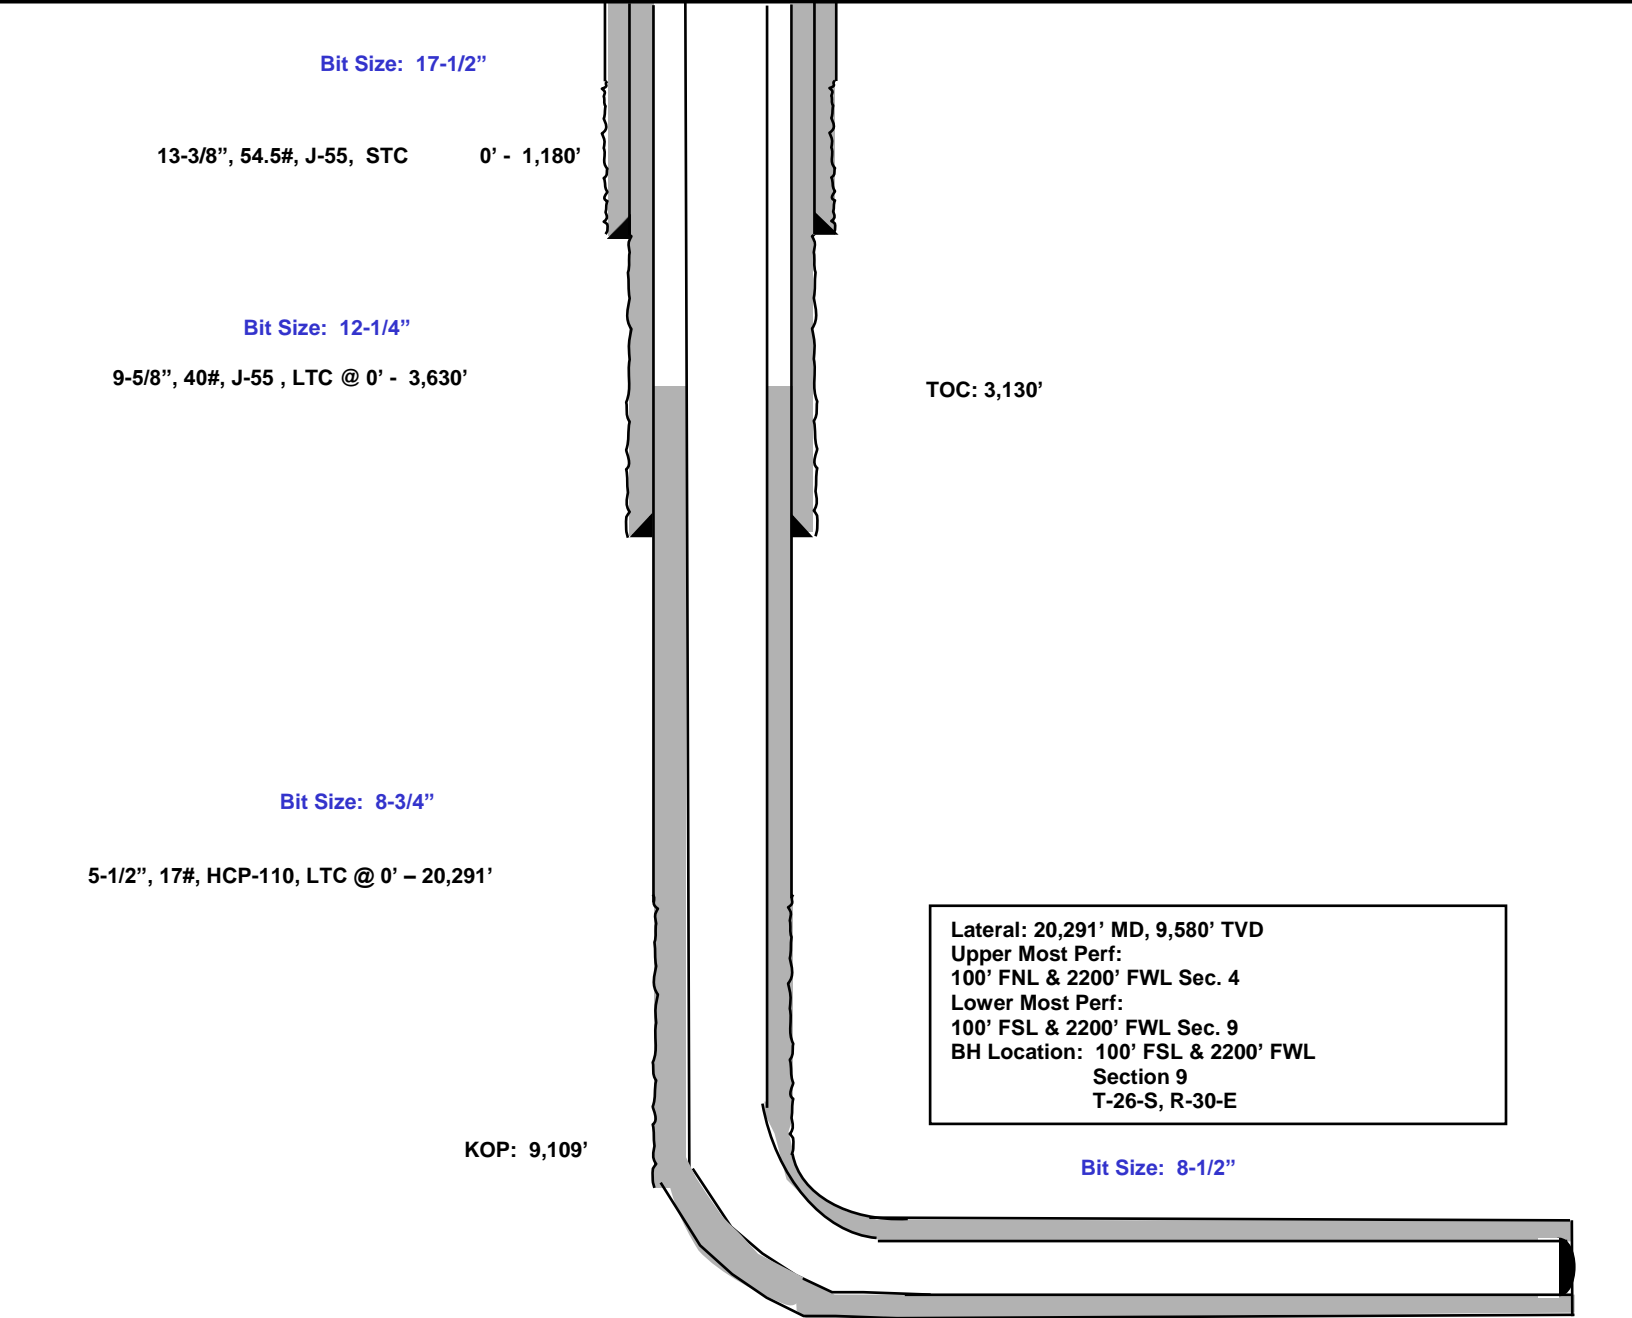 Bit Size: 17-1/2”
13-3/8”, 54.5#, J-55, STC 0’ - 1,180’
Bit Size: 12-1/4”
9-5/8”, 40#, J-55 , LTC @ 0’ - 3,630’
TOC: 3,130’
Bit Size: 8-3/4”
5-1/2”, 17#, HCP-110, LTC @ 0’ – 20,291’
Lateral: 20,291’ MD, 9,580’ TVD
Upper Most Perf:
100’ FNL & 2200’ FWL Sec. 4
Lower Most Perf:
100’ FSL & 2200’ FWL Sec. 9
BH Location: 100’ FSL & 2200’ FWL
Section 9
T-26-S, R-30-E
KOP: 9,109’
Bit Size: 8-1/2”